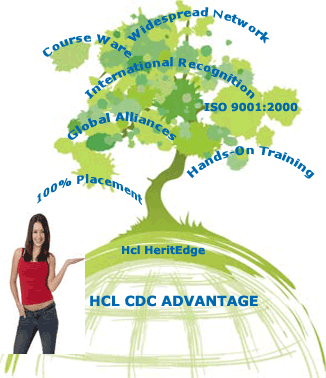 Widespread Network
Course Ware
International Recognition
ISO 9001:2000
Global Alliances
Hands-On Training
100% Placement
Hcl HeritEdge
HCL CDC ADVANTAGE